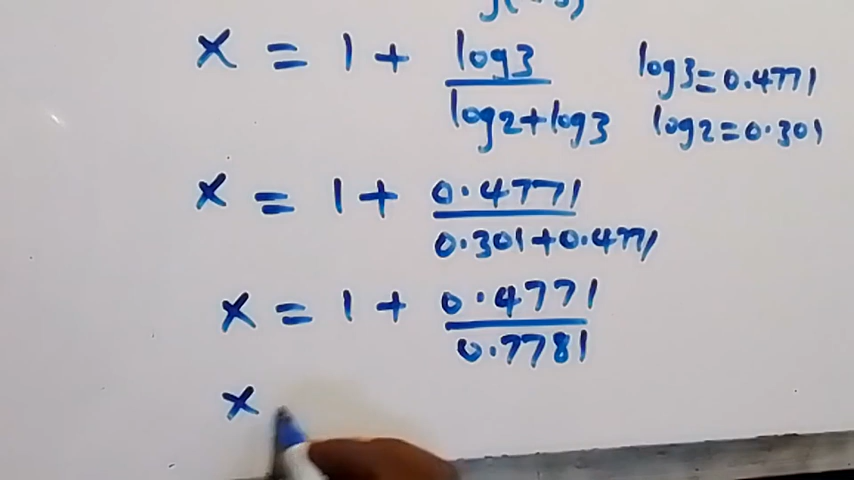 x = 1 + log3 / log2+log3
log3=0.4771
log2=0.301
x = 1 + 0.4771 / 0.301+0.4771
x = 1 + 0.4771 / 0.7781
x